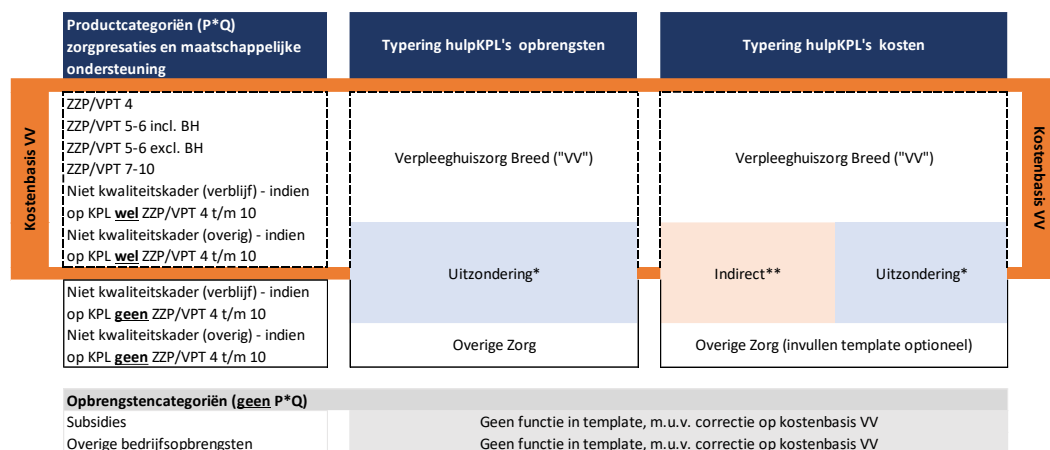 Productcategoriën (P*Q)
zorgpresaties en maatschappelijke
ondersteuning
Typering hulpKPL's opbrengsten
Typering hulpKPL's kosten
Kostenbasis VV
ZZP/VPT 4
ZZP/VPT 5-6 incl. BH
ZZP/VPT 5-6 excl. BH
ZZP/VPT 7-10
Niet kwaliteitskader (verblijf) - indien
op KPL wel ZZP/VPT 4 t/m 10
Niet kwaliteitskader (overig) - indien
op KPL wel ZZP/VPT 4 t/m 10
Verpleeghuiszorg Breed ("VV")
Verpleeghuiszorg Breed ("VV")
Kostenbasis VV
Uitzondering*
Indirect**
Uitzondering*
Niet kwaliteitskader (verblijf) - indien
op KPL geen ZZP/VPT 4 t/m 10
Niet kwaliteitskader (overig) - indien
op KPL geen ZZP/VPT 4 t/m 10
Overige Zorg
Overige Zorg (invullen template optioneel)
Opbrengstencategoriën (geen P*Q)
Subsidies
Geen functie in template, m.u.v. correctie op kostenbasis VV
Overige bedrijfsopbrengsten
Geen functie in template, m.u.v. correctie op kostenbasis VV